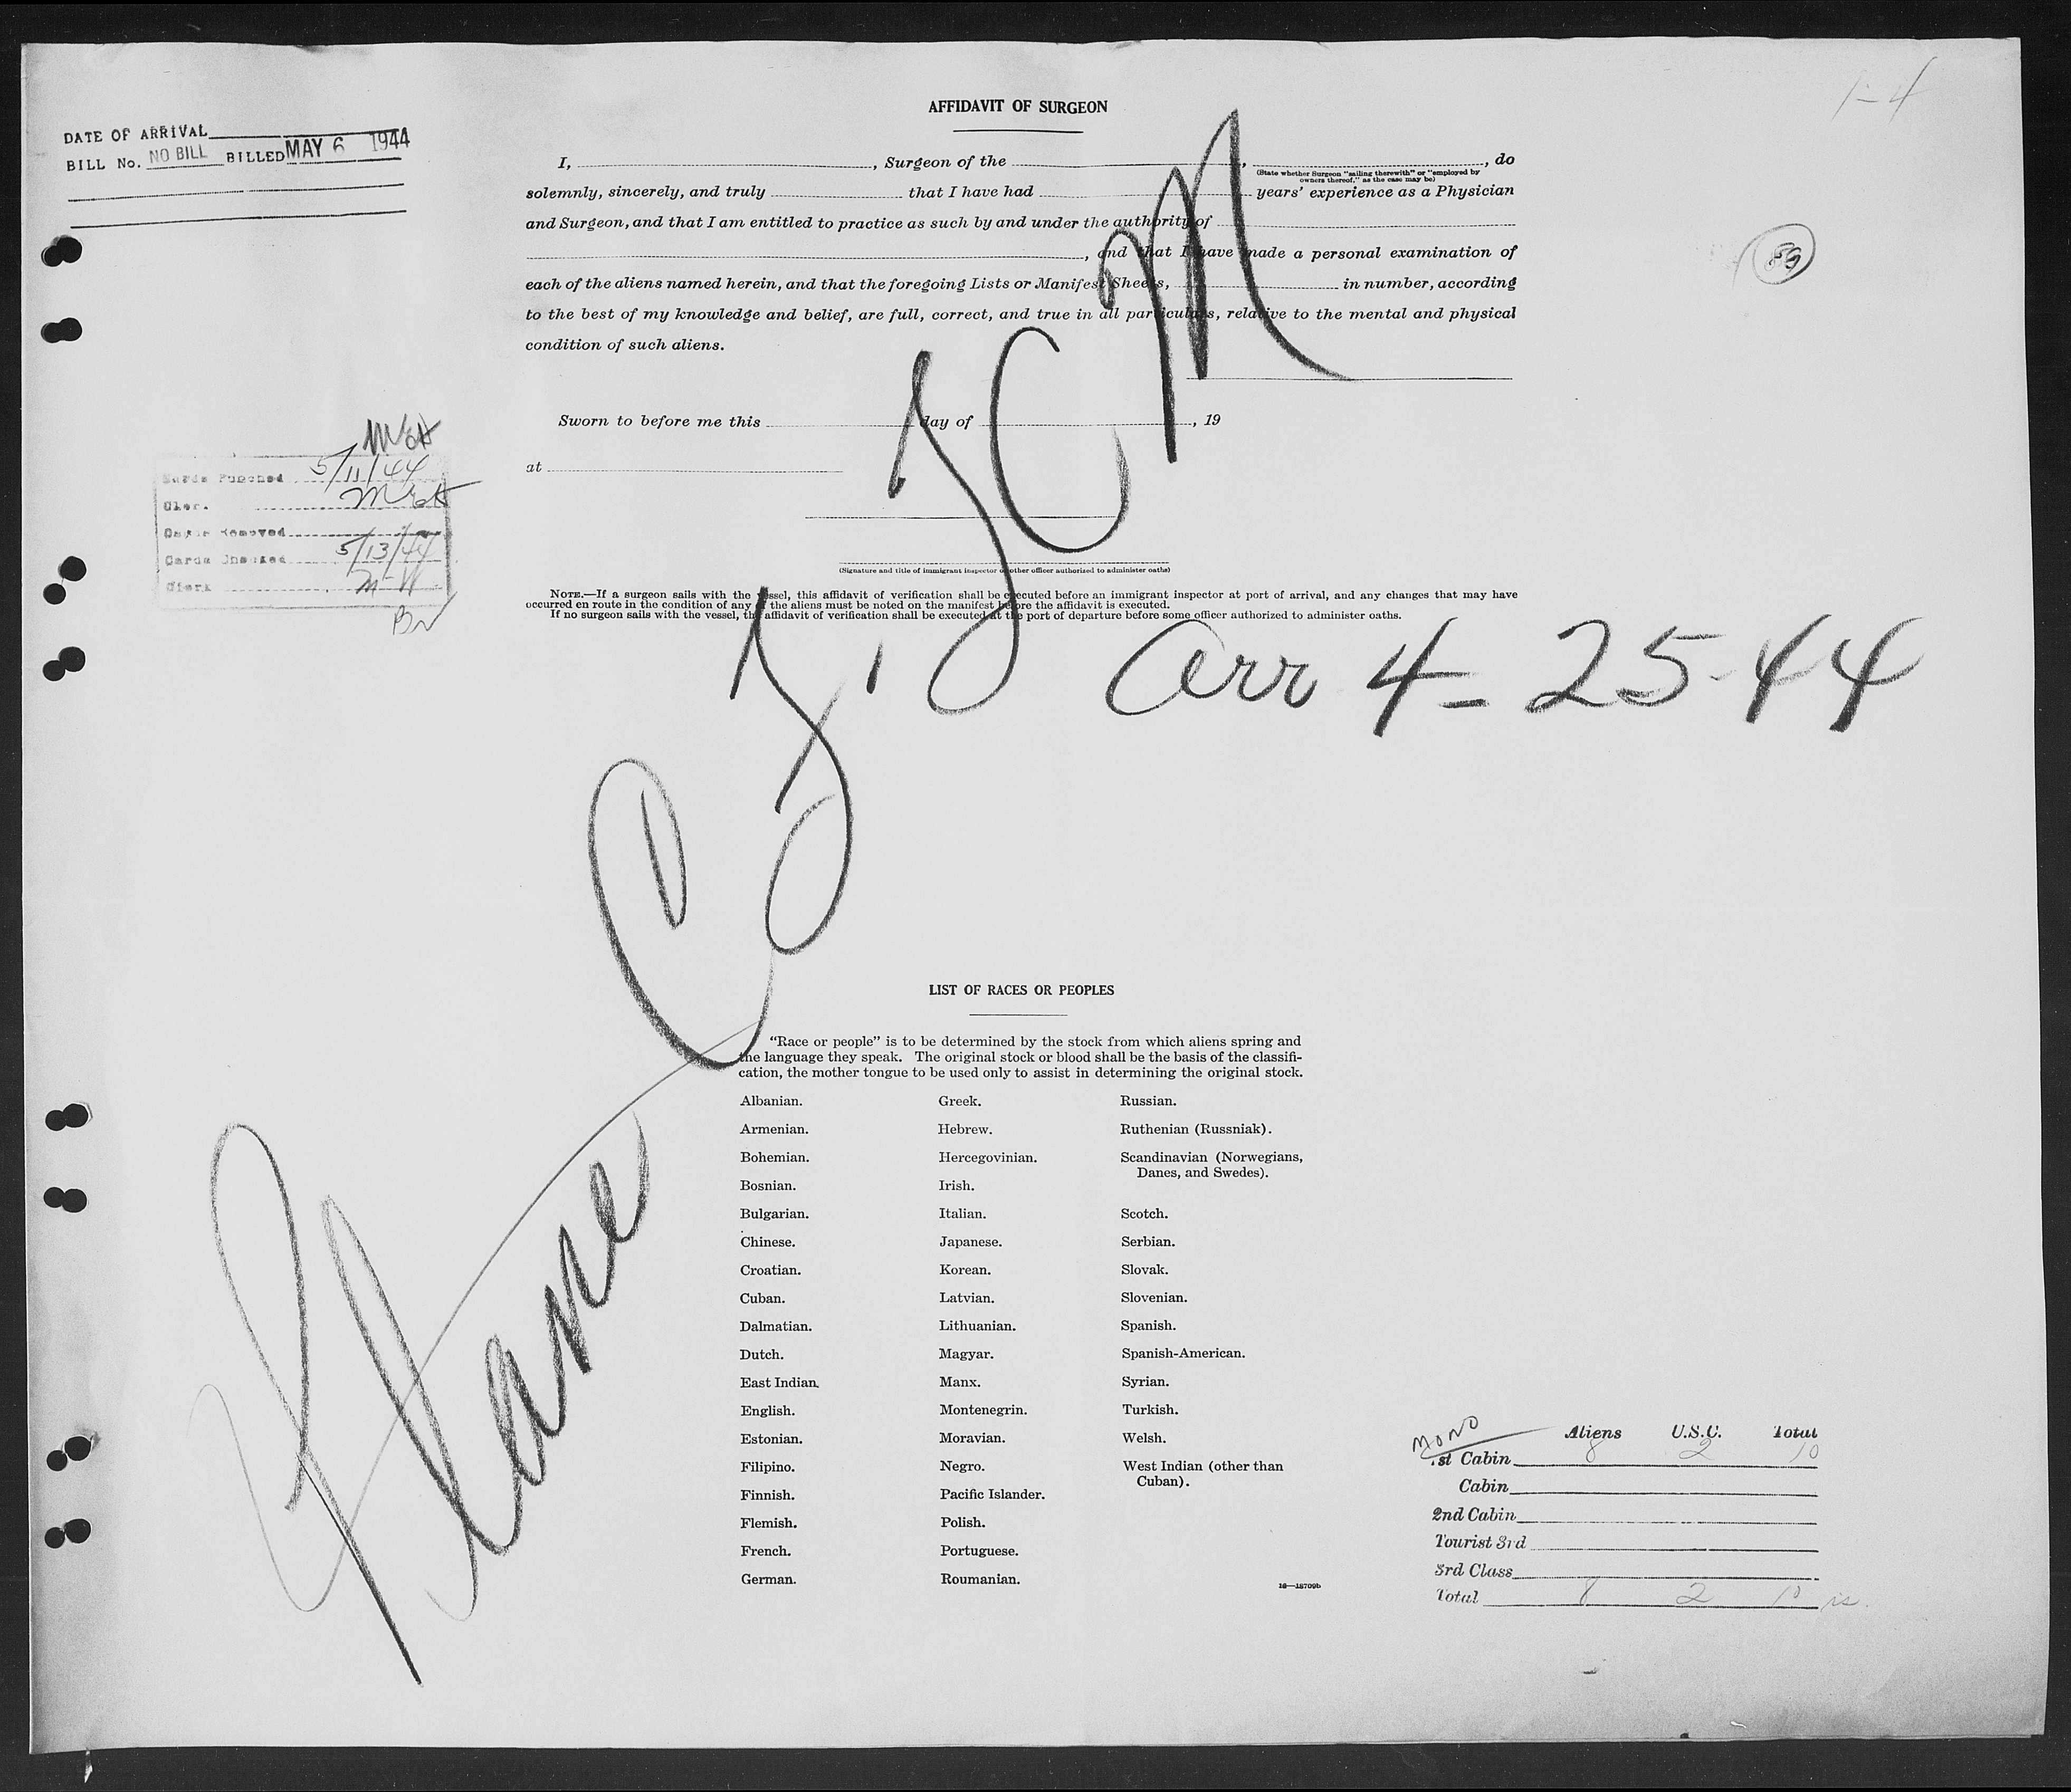 1-4
AFFIDAVIT OF SURGEON
DATE OF ARRIVAL
BILL No. NO BILL BILLED MAY 6 1944
I, , Surgeon of the , , do
(State whether Surgeon "sailing therewith" or "employed by
owners thereof," as the case may be)
solemnly, sincerely, and truly that I have had years' experience as a Physician
and Surgeon, and that I am entitled to practice as such by and under the authority of
, and that I have made a personal examination of
each of the aliens named herein, and that the foregoing Lists or Manifest Sheets, in number, according
to the best of my knowledge and belief, are full, correct, and true in all particulars, relative to the mental and physical
condition of such aliens.
Sworn to before me this day of , 19
at
(Signature and title of immigrant inspector or other officer authorized to administer oaths)
Cards Punched 5/11/44
Clerk
Cards Checked 5/13/44
Clerk
NOTE.—If a surgeon sails with the vessel, this affidavit of verification shall be executed before an immigrant inspector at port of arrival, and any changes that may have
occurred en route in the condition of any of the aliens must be noted on the manifest before the affidavit is executed.
If no surgeon sails with the vessel, the affidavit of verification shall be executed at the port of departure before some officer authorized to administer oaths.
Arr 4-25-44
Plane
LIST OF RACES OR PEOPLES
"Race or people" is to be determined by the stock from which aliens spring and
the language they speak. The original stock or blood shall be the basis of the classifi-
cation, the mother tongue to be used only to assist in determining the original stock.
Albanian.
Armenian.
Bohemian.
Bosnian.
Bulgarian.
Chinese.
Croatian.
Cuban.
Dalmatian.
Dutch.
East Indian.
English.
Estonian.
Filipino.
Finnish.
Flemish.
French.
German.
Greek.
Hebrew.
Hercegovinian.
Irish.
Italian.
Japanese.
Korean.
Latvian.
Lithuanian.
Magyar.
Manx.
Montenegrin.
Moravian.
Negro.
Pacific Islander.
Polish.
Portuguese.
Roumanian.
Russian.
Ruthenian (Russniak).
Scandinavian (Norwegians,
Danes, and Swedes).
Scotch.
Serbian.
Slovak.
Slovenian.
Spanish.
Spanish-American.
Syrian.
Turkish.
Welsh.
West Indian (other than
Cuban).
16—18709b
MONO
Aliens U.S.C. Total
1st Cabin 8 2 10
Cabin
2nd Cabin
Tourist 3rd
3rd Class
Total 8 2 10